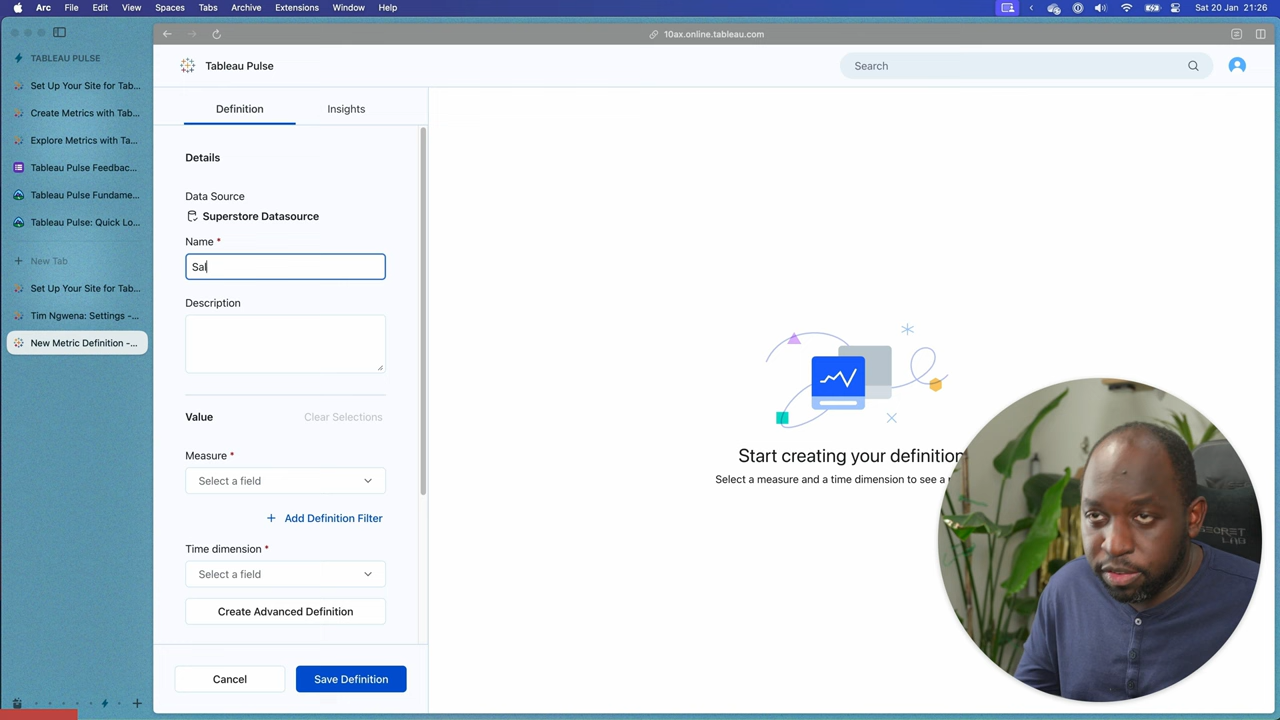 Arc File Edit View Spaces Tabs Archive Extensions Window Help
Sat 20 Jan 21:26
10ax.online.tableau.com
TABLEAU PULSE
Set Up Your Site for Tab...
Create Metrics with Tab...
Explore Metrics with Ta...
Tableau Pulse Feedbac...
Tableau Pulse Fundame...
Tableau Pulse: Quick Lo...
New Tab
Set Up Your Site for Tab...
Tim Ngwena: Settings -...
New Metric Definition -...
Tableau Pulse
Search
Definition
Insights
Details
Data Source
Superstore Datasource
Name *
Sal
Description
Value
Clear Selections
Measure *
Select a field
+ Add Definition Filter
Time dimension *
Select a field
Create Advanced Definition
Cancel
Save Definition
Start creating your definition
Select a measure and a time dimension to see a